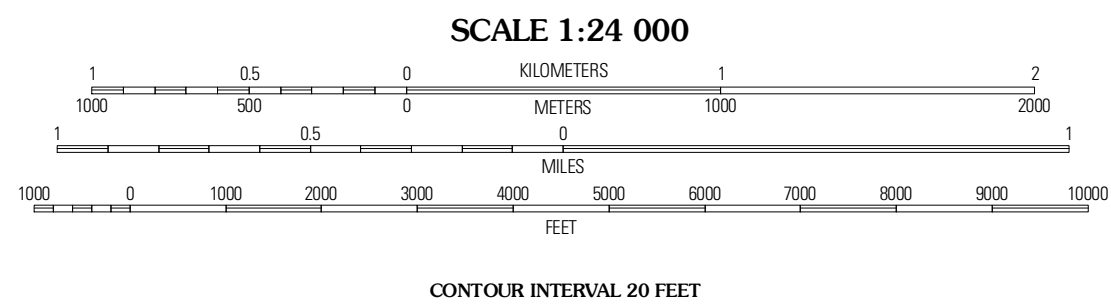 SCALE 1:24 000
1 0.5 0 KILOMETERS 1 2
1000 500 0 METERS 1000 2000
1 0.5 0 1
MILES
1000 0 1000 2000 3000 4000 5000 6000 7000 8000 9000 10000
FEET
CONTOUR INTERVAL 20 FEET